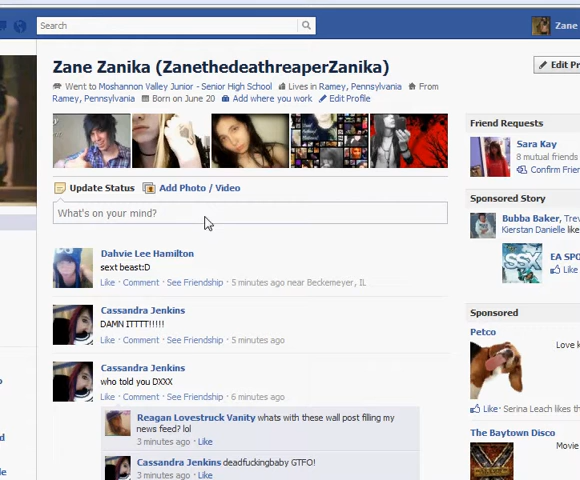 Search
Zane
Zane Zanika (ZanethedeathreaperZanika)
Edit Pr
Went to Moshannon Valley Junior - Senior High School Lives in Ramey, Pennsylvania From
Ramey, Pennsylvania Born on June 20 Add where you work Edit Profile
Update Status Add Photo / Video
What's on your mind?
Dahvie Lee Hamilton
sext beast:D
Like · Comment · See Friendship · 5 minutes ago near Beckemeyer, IL
Cassandra Jenkins
DAMN ITTTT!!!!!
Like · Comment · See Friendship · 5 minutes ago
Cassandra Jenkins
who told you DXXX
Like · Comment · See Friendship · 6 minutes ago
Reagan Lovestruck Vanity whats with these wall post filling my
news feed? lol
3 minutes ago · Like
Cassandra Jenkins deadfuckingbaby GTFO!
3 minutes ago · Like
Friend Requests
Sara Kay
8 mutual friends
Confirm Frien
Sponsored Story
Bubba Baker, Trev
Kierstan Danielle like
SSX
EA SPO
Like
Sponsored
Petco
Love k
Like · Serina Leach likes th
The Baytown Disco
Movie
d
le